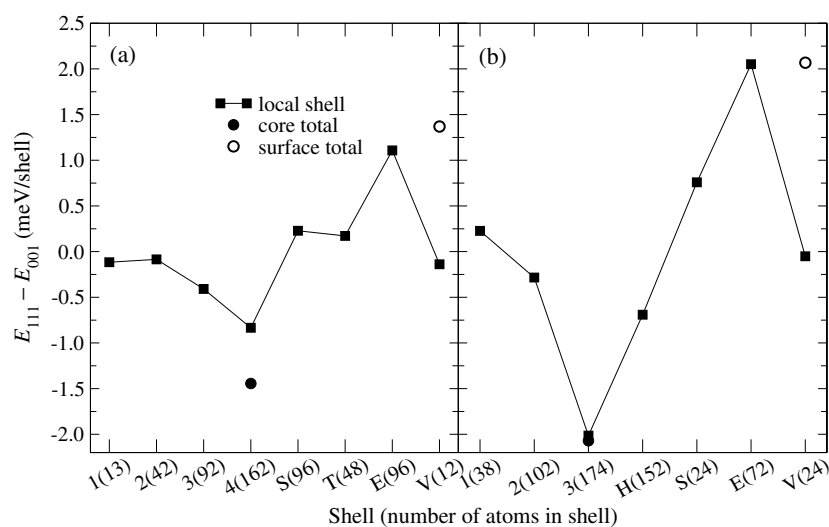 2.5
2.0
1.5
1.0
0.5
0.0
-0.5
-1.0
-1.5
-2.0
E111 − E001 (meV/shell)
(a)
local shell
core total
surface total
(b)
1(13) 2(42) 3(92) 4(162) S(96) T(48) E(96) V(12) 1(38) 2(102) 3(174) H(152) S(24) E(72) V(24)
Shell (number of atoms in shell)